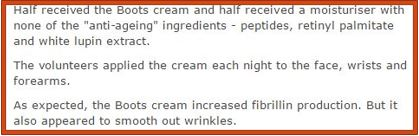 Half received the Boots cream and half received a moisturiser with
none of the "anti-ageing" ingredients - peptides, retinyl palmitate
and white lupin extract.
The volunteers applied the cream each night to the face, wrists and
forearms.
As expected, the Boots cream increased fibrillin production. But it
also appeared to smooth out wrinkles.